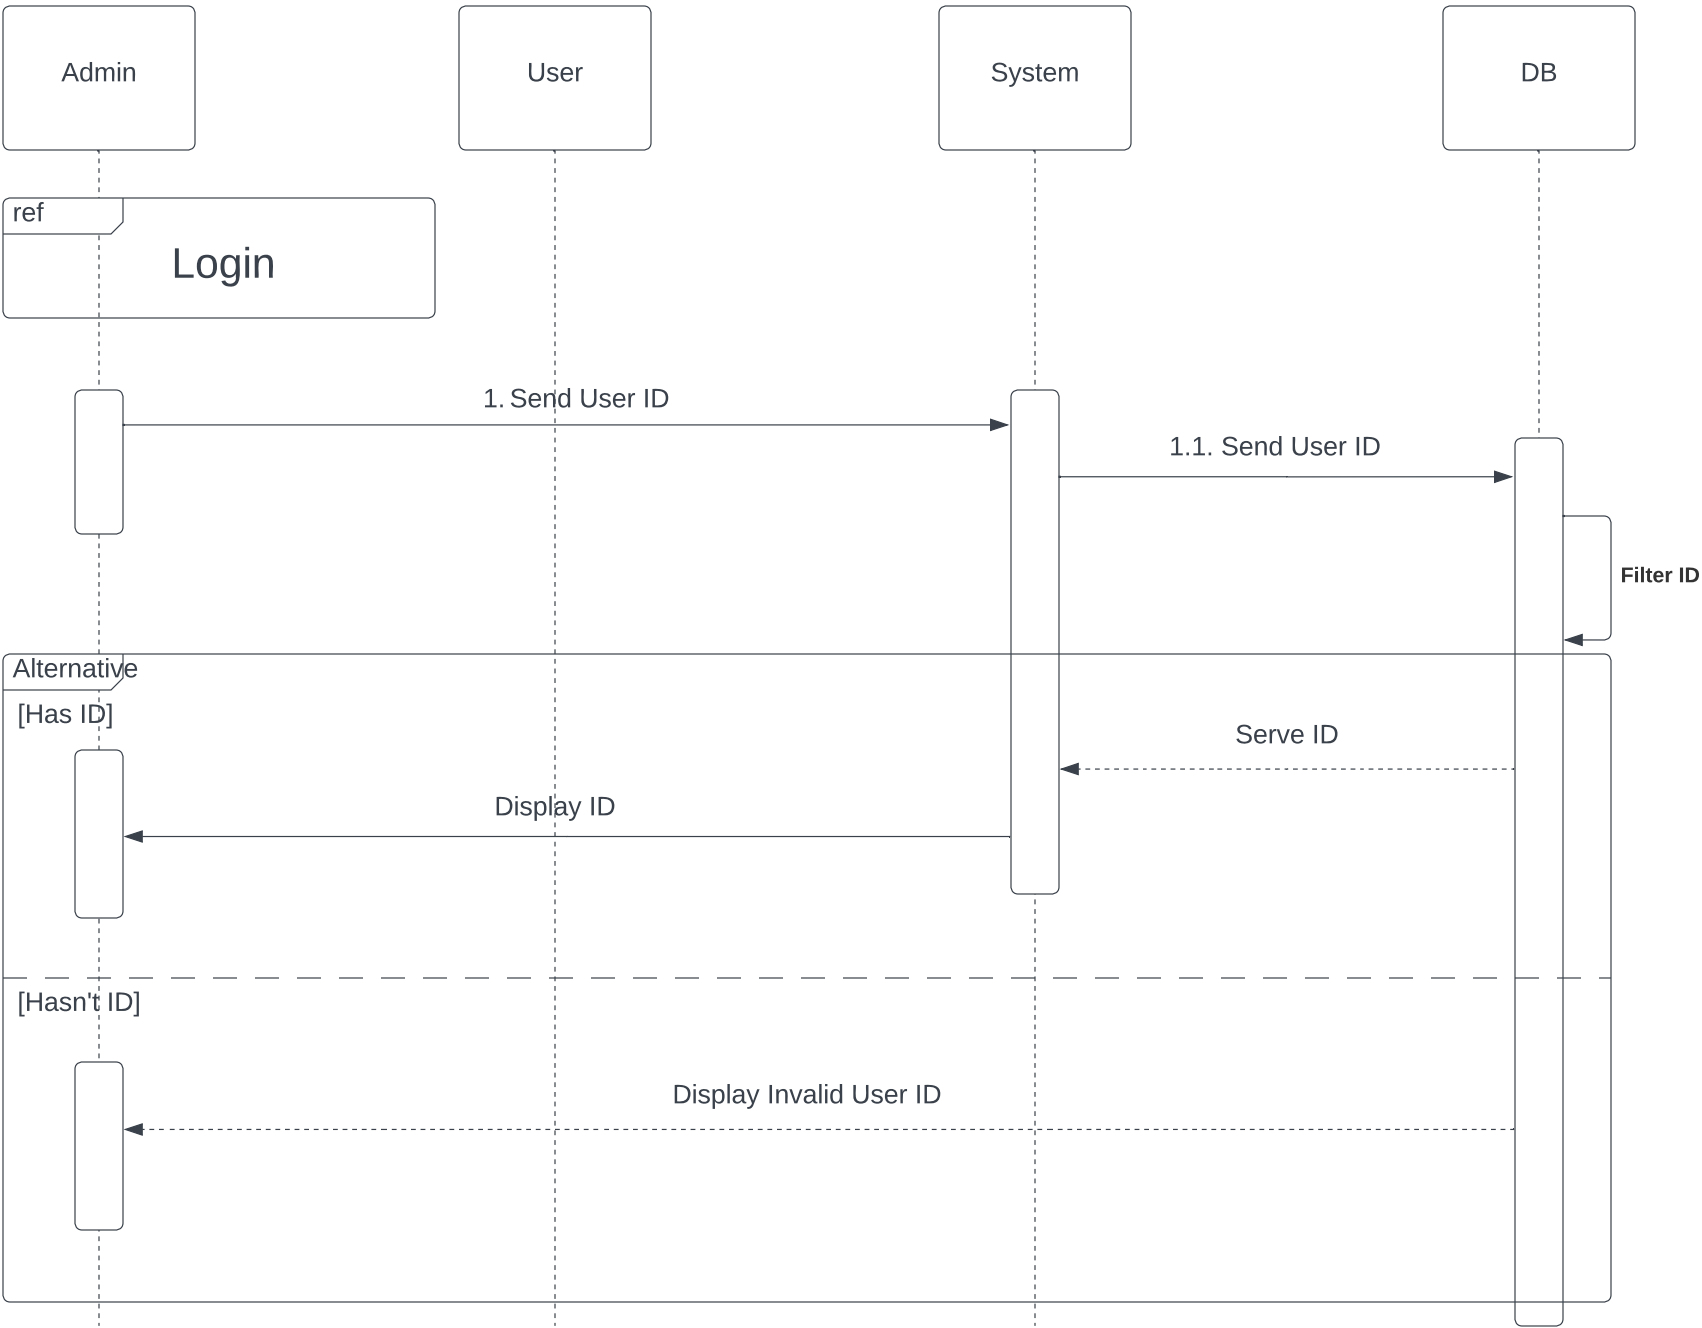 Admin
User
System
DB
ref
Login
1. Send User ID
1.1. Send User ID
Filter ID
Alternative
[Has ID]
Serve ID
Display ID
[Hasn't ID]
Display Invalid User ID